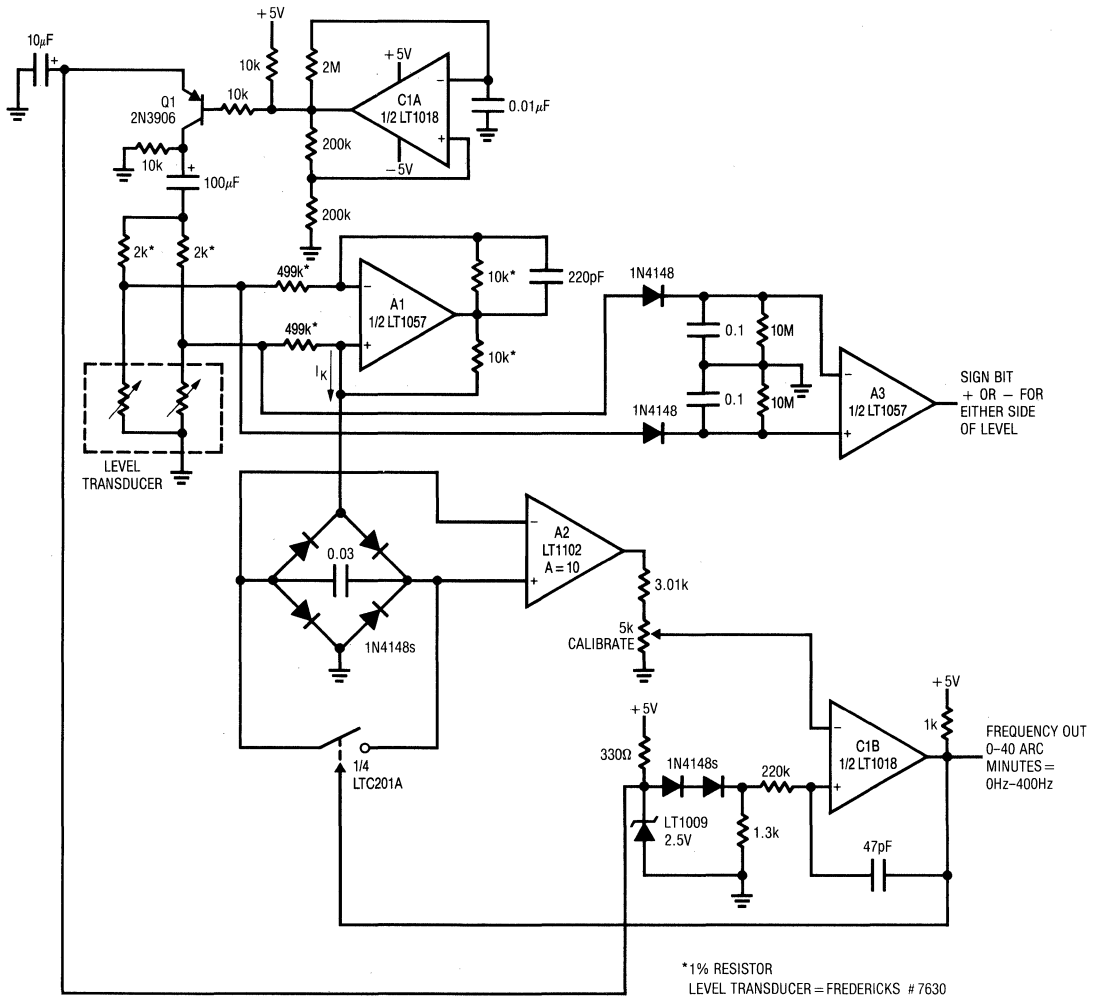 +5V
10µF
+
10k
2M
+5V
−
C1A
1/2 LT1018
+
−5V
0.01µF
Q1
2N3906
10k
10k
+
100µF
200k
200k
2k*
2k*
499k*
499k*
−
A1
1/2 LT1057
+
10k*
220pF
10k*
IK
1N4148
0.1
10M
0.1
10M
1N4148
−
A3
1/2 LT1057
+
SIGN BIT
+ OR − FOR
EITHER SIDE
OF LEVEL
LEVEL
TRANSDUCER
0.03
1N4148s
−
A2
LT1102
A = 10
+
3.01k
5k
CALIBRATE
1/4
LTC201A
+5V
330Ω
1N4148s
220k
LT1009
2.5V
1.3k
−
C1B
1/2 LT1018
+
47pF
+5V
1k
FREQUENCY OUT
0–40 ARC
MINUTES =
0Hz–400Hz
*1% RESISTOR
LEVEL TRANSDUCER = FREDERICKS #7630